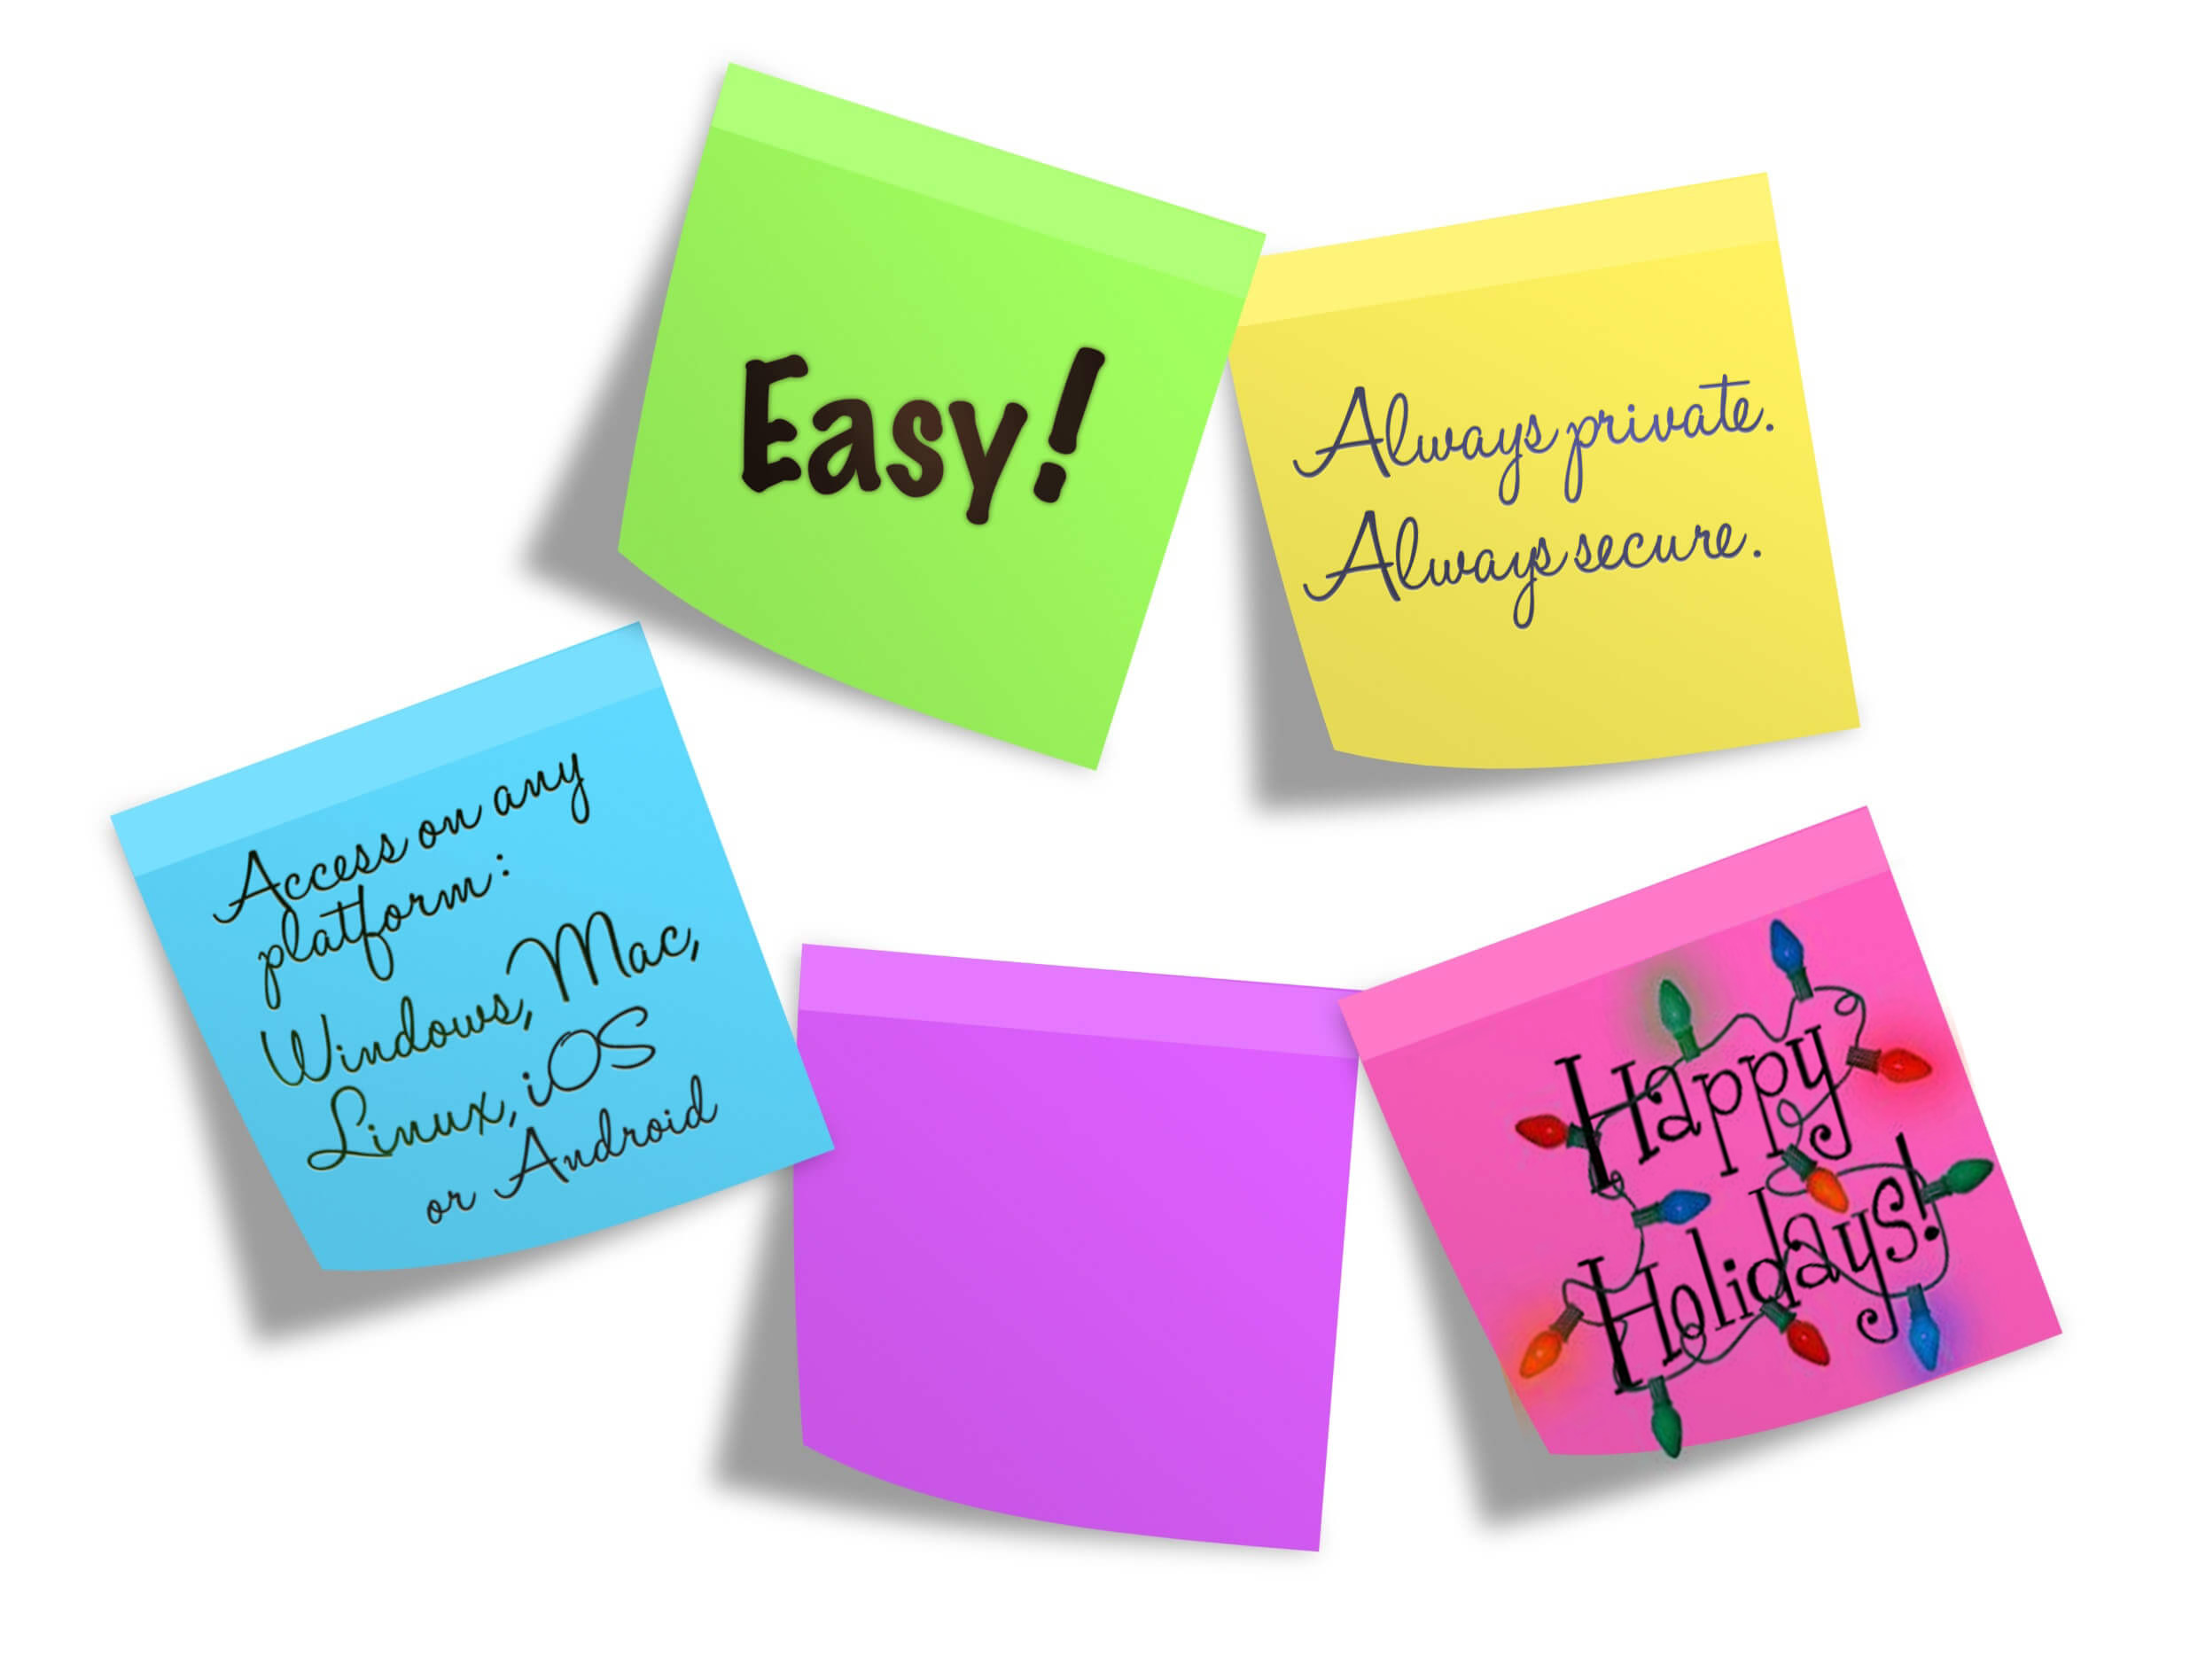 Easy!
Always private.
Always secure.
Access on any
platform:
Windows, Mac,
Linux, iOS
or Android
Happy
Holidays!